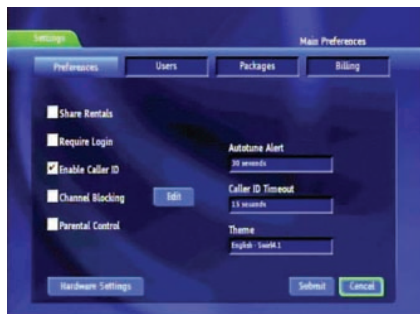 Settings
Main Preferences
Preferences
Users
Packages
Billing
Share Rentals
Require Login
Enable Caller ID
Channel Blocking
Edit
Parental Control
Autotune Alert
30 seconds
Caller ID Timeout
15 seconds
Theme
English -
Hardware Settings
Submit
Cancel